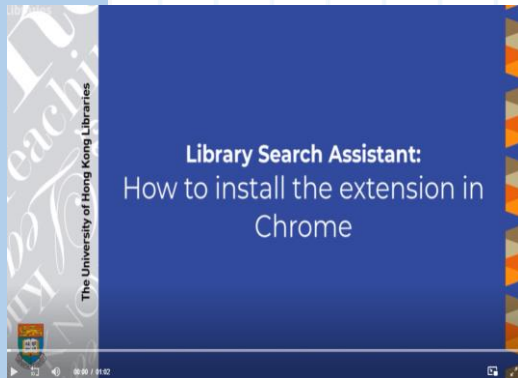 The University of Hong Kong Libraries
Library Search Assistant:
How to install the extension in
Chrome
00:00 / 01:02